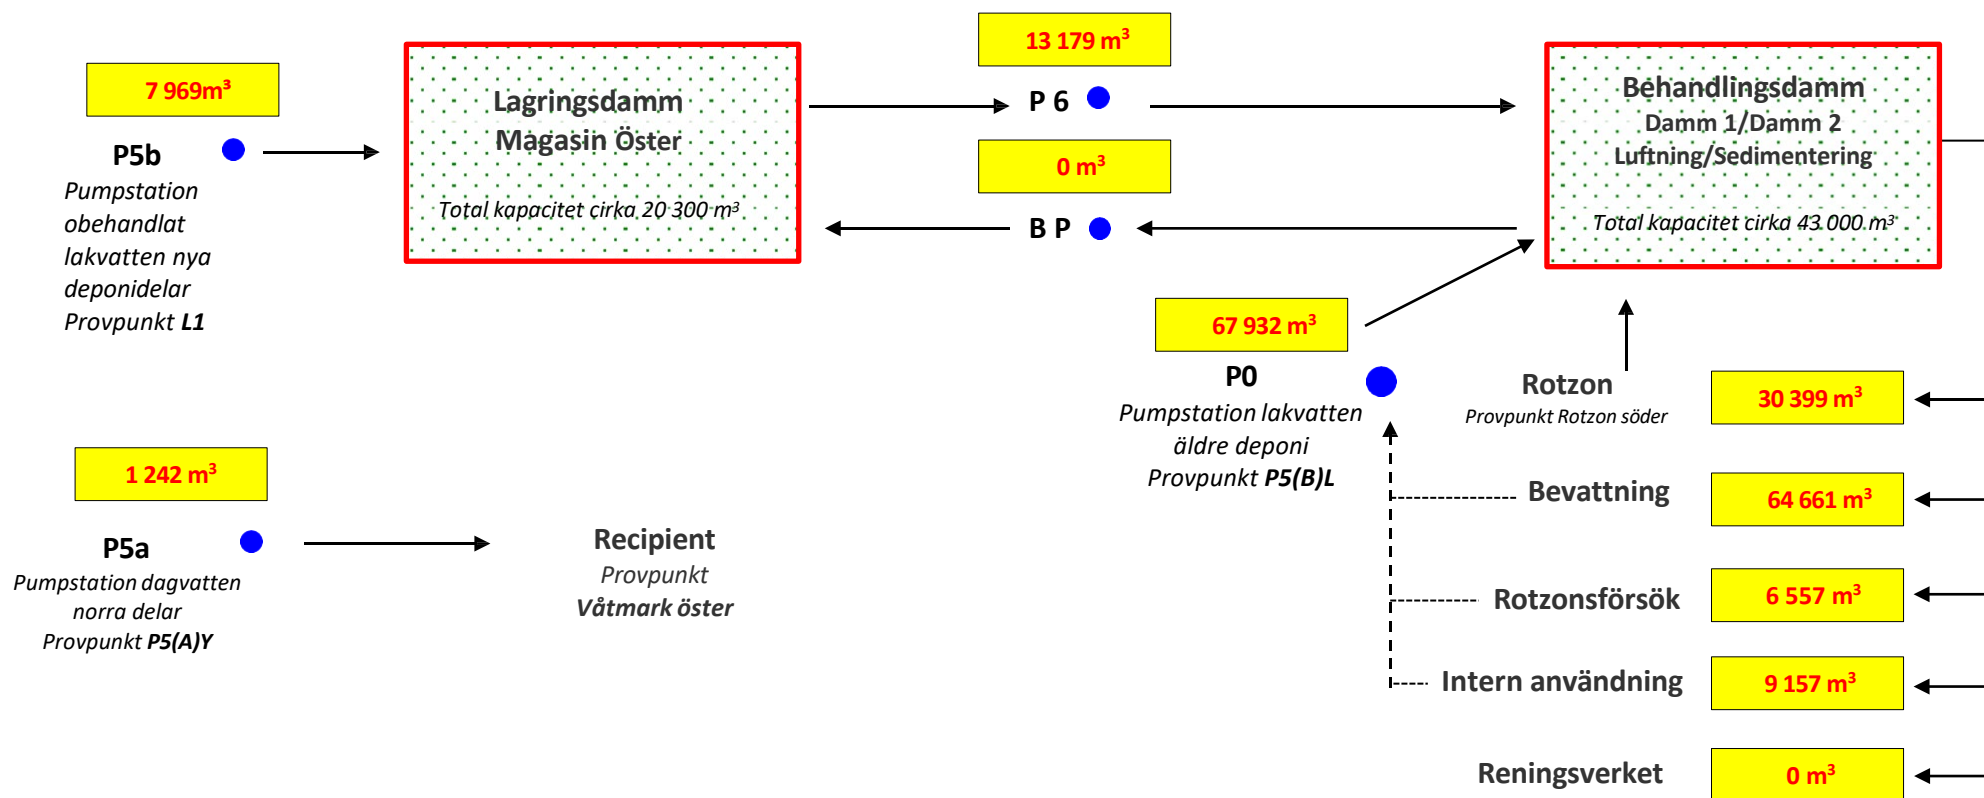 7 969m³
P5b
Pumpstation
obehandlat
lakvatten nya
deponidelar
Provpunkt L1
Lagringsdamm
Magasin Öster
Total kapacitet cirka 20 300 m³
13 179 m³
P 6
0 m³
B P
Behandlingsdamm
Damm 1/Damm 2
Luftning/Sedimentering
Total kapacitet cirka 43 000 m³
67 932 m³
P0
Pumpstation lakvatten
äldre deponi
Provpunkt P5(B)L
Rotzon
Provpunkt Rotzon söder
30 399 m³
Bevattning
64 661 m³
Rotzonsförsök
6 557 m³
Intern användning
9 157 m³
Reningsverket
0 m³
1 242 m³
P5a
Pumpstation dagvatten
norra delar
Provpunkt P5(A)Y
Recipient
Provpunkt
Våtmark öster